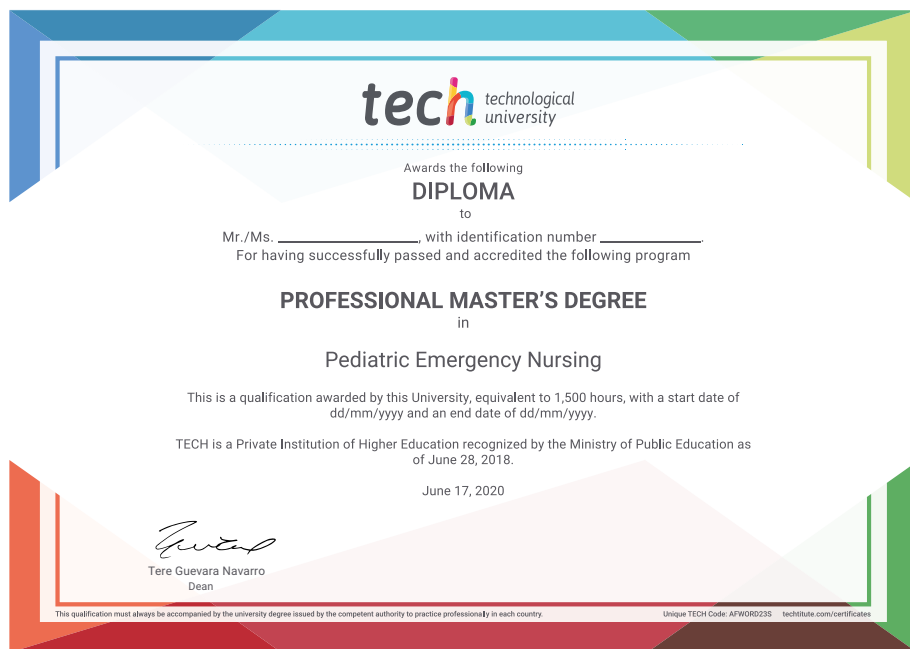 tech technological
university
Awards the following
DIPLOMA
to
Mr./Ms. ____________________, with identification number ______________.
For having successfully passed and accredited the following program
PROFESSIONAL MASTER'S DEGREE
in
Pediatric Emergency Nursing
This is a qualification awarded by this University, equivalent to 1,500 hours, with a start date of
dd/mm/yyyy and an end date of dd/mm/yyyy.
TECH is a Private Institution of Higher Education recognized by the Ministry of Public Education as
of June 28, 2018.
June 17, 2020
Tere Guevara Navarro
Dean
This qualification must always be accompanied by the university degree issued by the competent authority to practice professionally in each country. Unique TECH Code: AFWORD23S techtitute.com/certificates